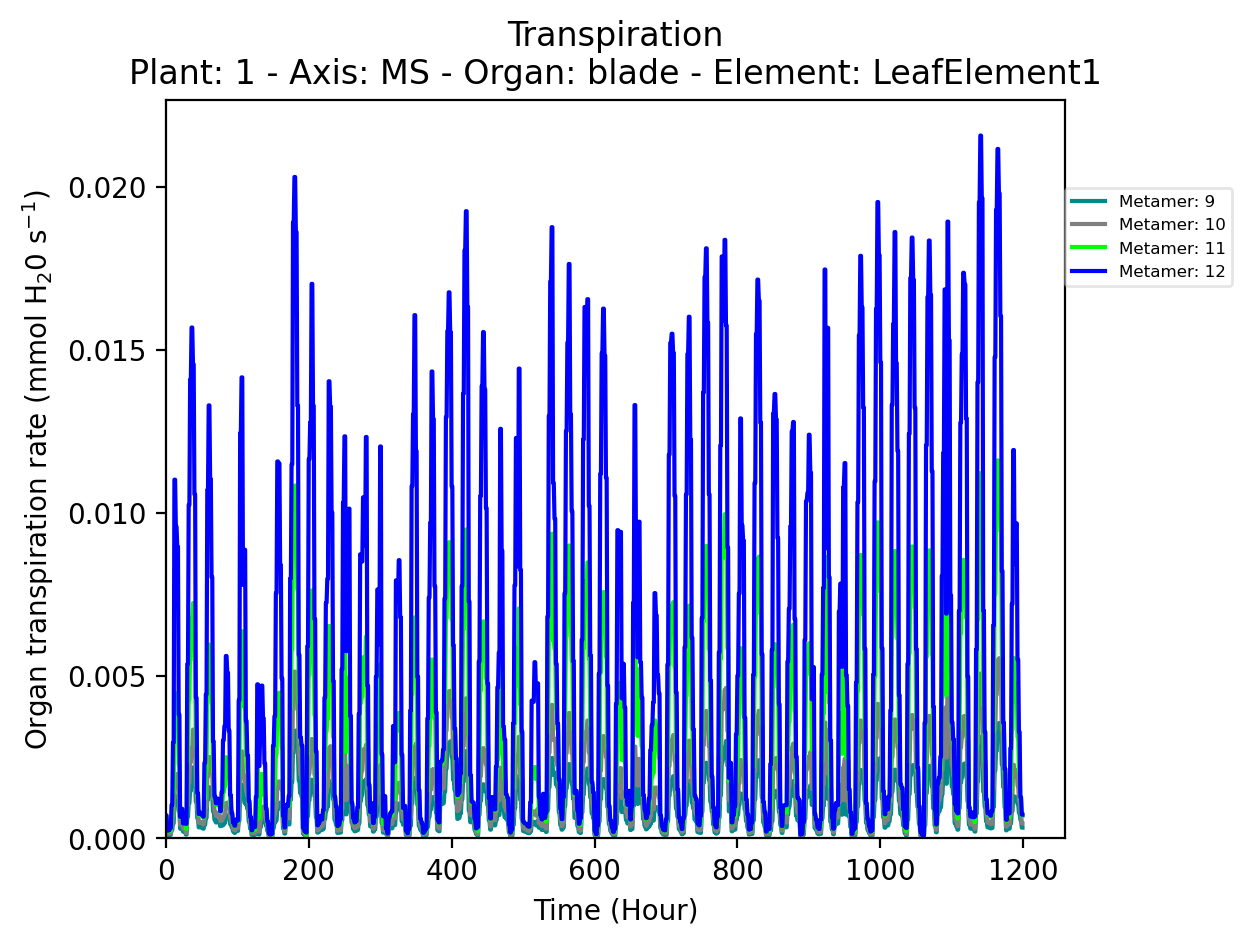 Transpiration
Plant: 1 - Axis: MS - Organ: blade - Element: LeafElement1
Organ transpiration rate (mmol H₂0 s⁻¹)
0.020
0.015
0.010
0.005
0.000
0 200 400 600 800 1000 1200
Time (Hour)
Metamer: 9
Metamer: 10
Metamer: 11
Metamer: 12